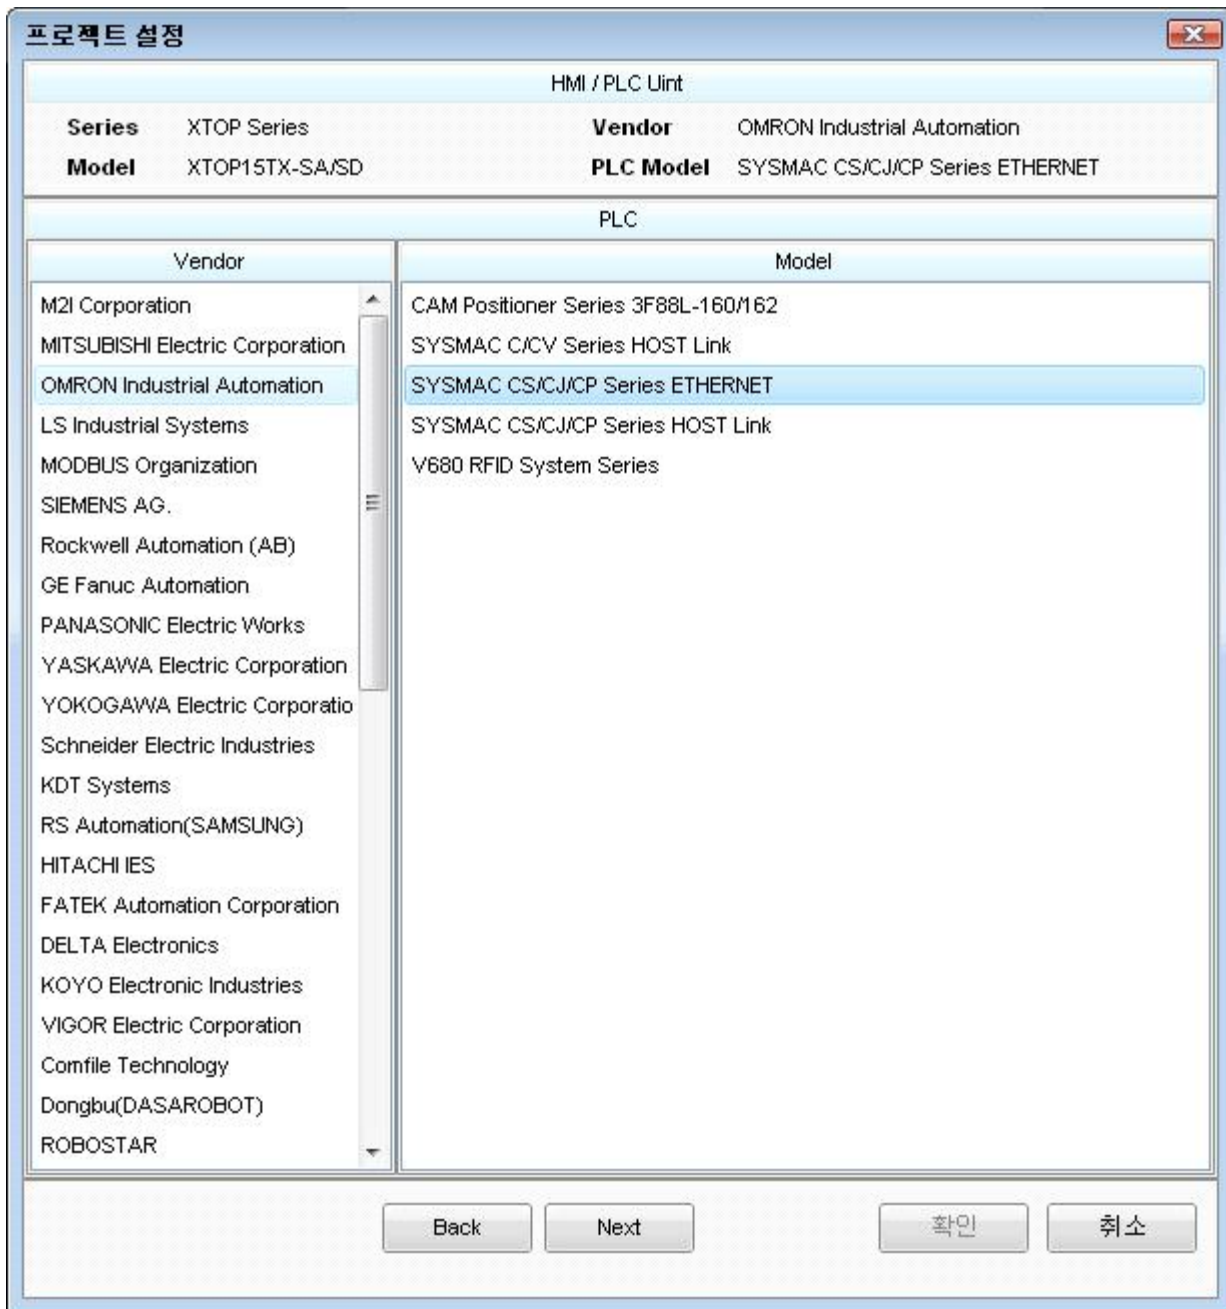 프로젝트 설정
HMI / PLC Uint
Series XTOP Series Vendor OMRON Industrial Automation
Model XTOP15TX-SA/SD PLC Model SYSMAC CS/CJ/CP Series ETHERNET
PLC
Vendor
M2I Corporation
MITSUBISHI Electric Corporation
OMRON Industrial Automation
LS Industrial Systems
MODBUS Organization
SIEMENS AG.
Rockwell Automation (AB)
GE Fanuc Automation
PANASONIC Electric Works
YASKAWA Electric Corporation
YOKOGAWA Electric Corporatio
Schneider Electric Industries
KDT Systems
RS Automation(SAMSUNG)
HITACHI IES
FATEK Automation Corporation
DELTA Electronics
KOYO Electronic Industries
VIGOR Electric Corporation
Comfile Technology
Dongbu(DASAROBOT)
ROBOSTAR
Model
CAM Positioner Series 3F88L-160/162
SYSMAC C/CV Series HOST Link
SYSMAC CS/CJ/CP Series ETHERNET
SYSMAC CS/CJ/CP Series HOST Link
V680 RFID System Series
Back Next 확인 취소